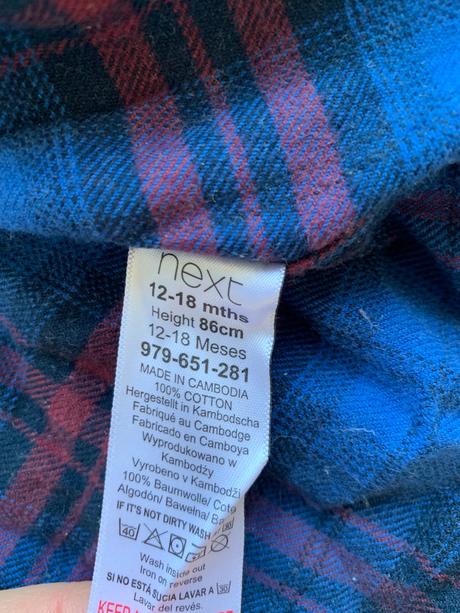 next
12-18 mths
Height 86cm
12-18 Meses
979-651-281
MADE IN CAMBODIA
100% COTTON
Hergestellt in Kambodscha
Fabriqué au Cambodge
Fabricado en Camboya
Wyprodukowano w
Kambodży
Vyrobeno v Kambodži
100% Baumwolle/
Algodón/ Bawełna/
IF IT'S NOT DIRTY WASH
30
40
Wash inside out
Iron on reverse
SI NO ESTÁ SUCIA LAVAR A 30
Lavar del revés.
KEEP